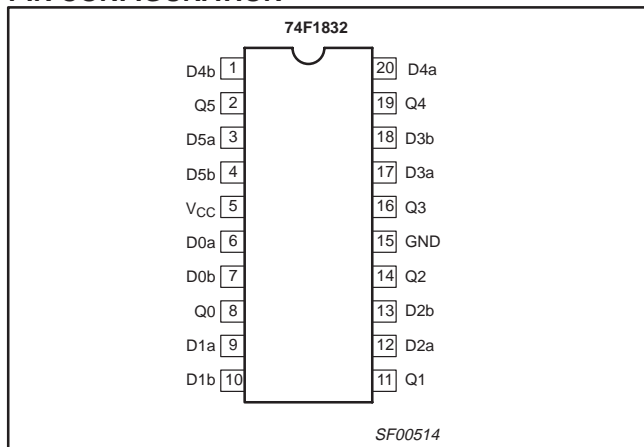 74F1832
D4b 1 20 D4a
Q5 2 19 Q4
D5a 3 18 D3b
D5b 4 17 D3a
VCC 5 16 Q3
D0a 6 15 GND
D0b 7 14 Q2
Q0 8 13 D2b
D1a 9 12 D2a
D1b 10 11 Q1
SF00514